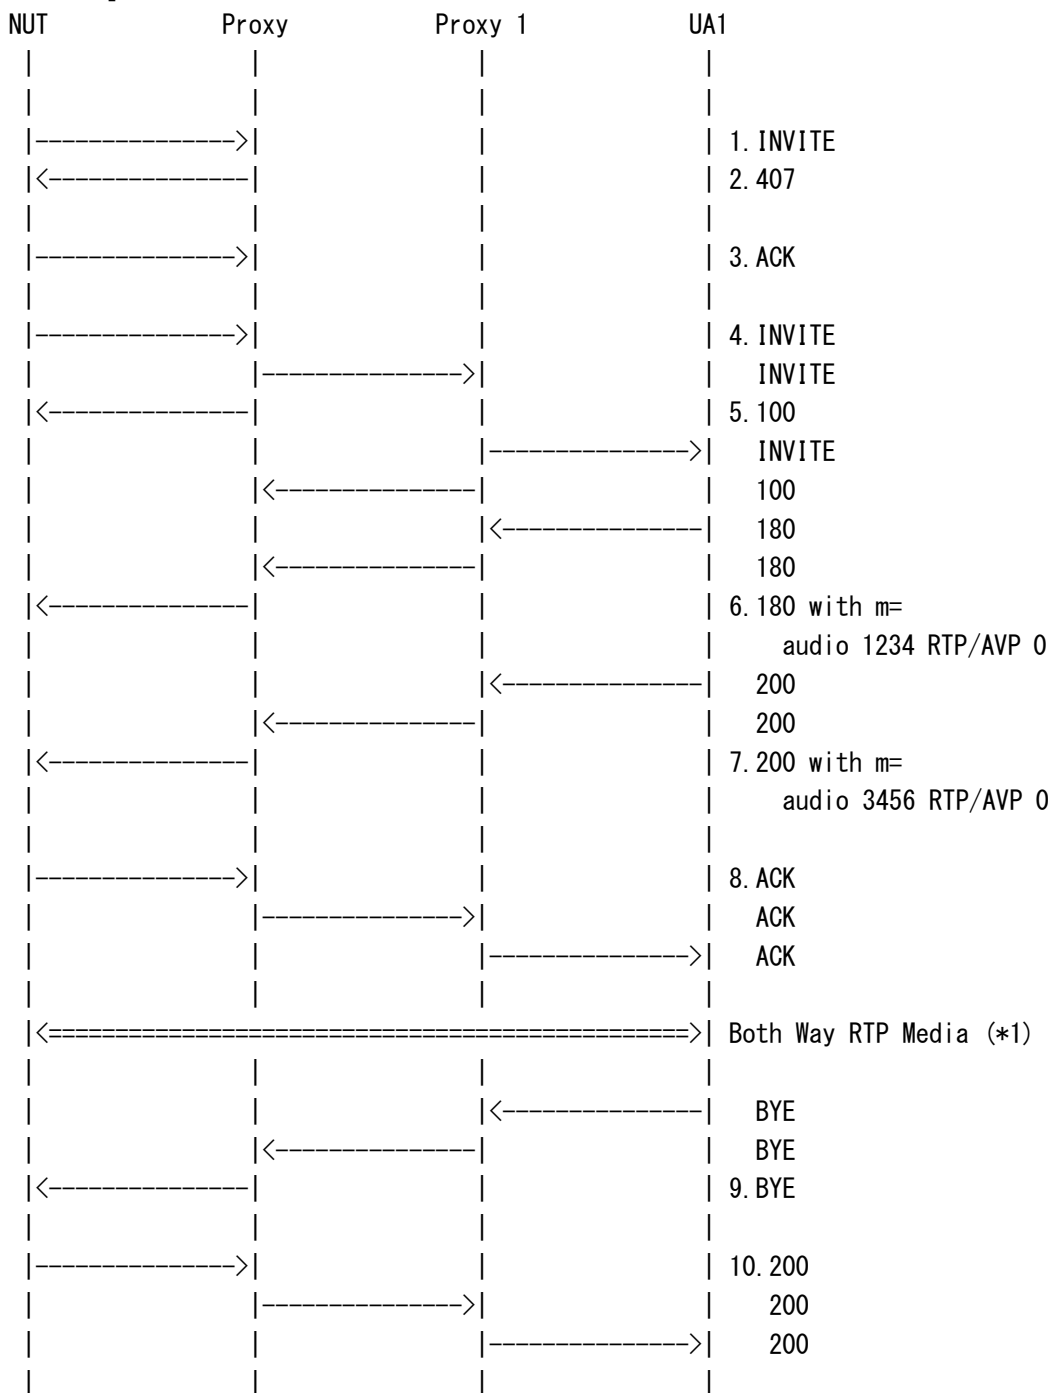 NUT Proxy Proxy 1 UA1
1. INVITE
2. 407
3. ACK
4. INVITE
INVITE
5. 100
INVITE
100
180
180
6. 180 with m=
audio 1234 RTP/AVP 0
200
200
7. 200 with m=
audio 3456 RTP/AVP 0
8. ACK
ACK
ACK
Both Way RTP Media (*1)
BYE
BYE
9. BYE
10. 200
200
200